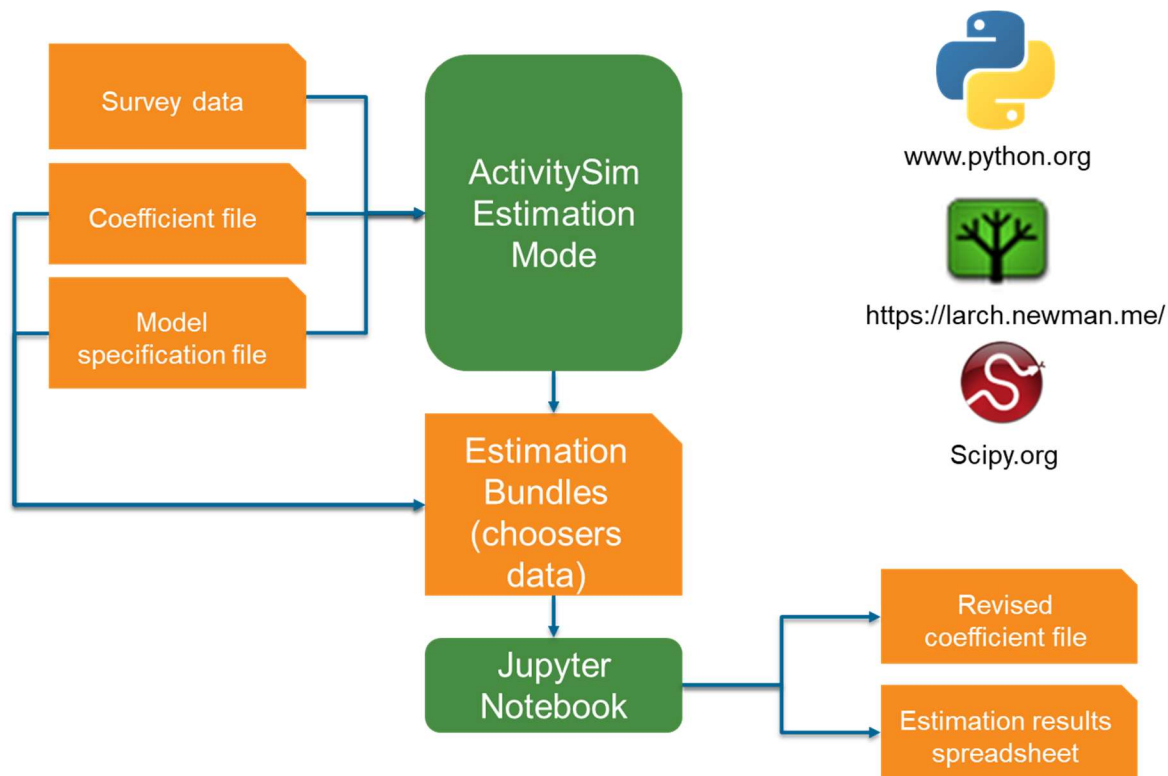 Survey data
Coefficient file
Model
specification file
ActivitySim
Estimation
Mode
Estimation
Bundles
(choosers
data)
Jupyter
Notebook
Revised
coefficient file
Estimation results
spreadsheet
www.python.org
https://larch.newman.me/
Scipy.org